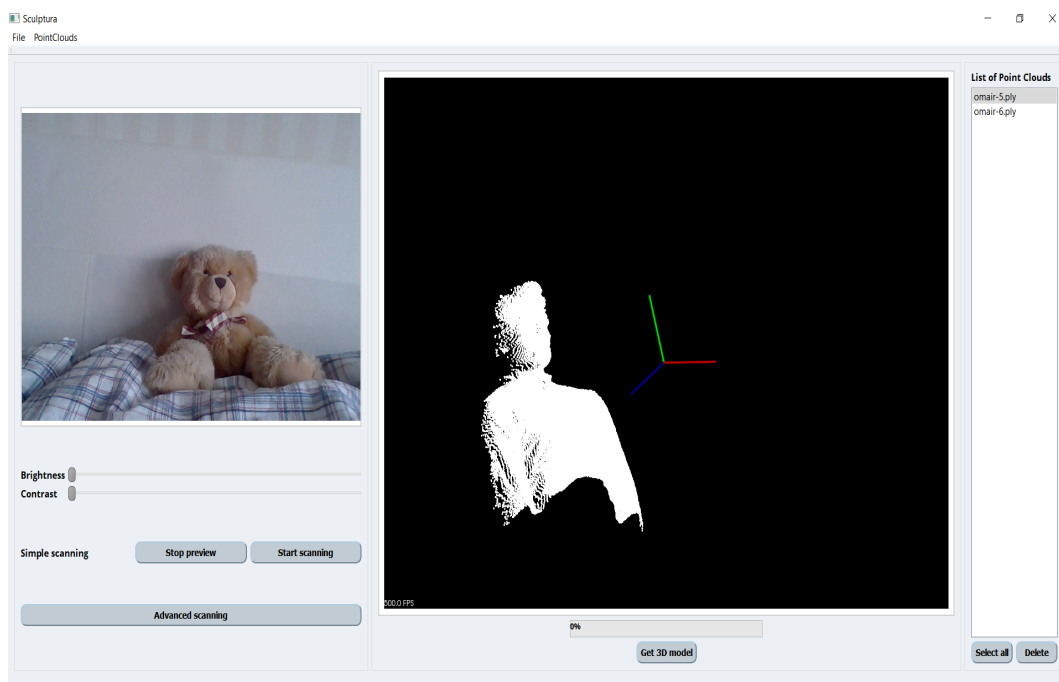 Sculptura
File PointClouds
Brightness
Contrast
Simple scanning
Stop preview
Start scanning
Advanced scanning
500.0 FPS
0%
Get 3D model
List of Point Clouds
omair-5.ply
omair-6.ply
Select all
Delete